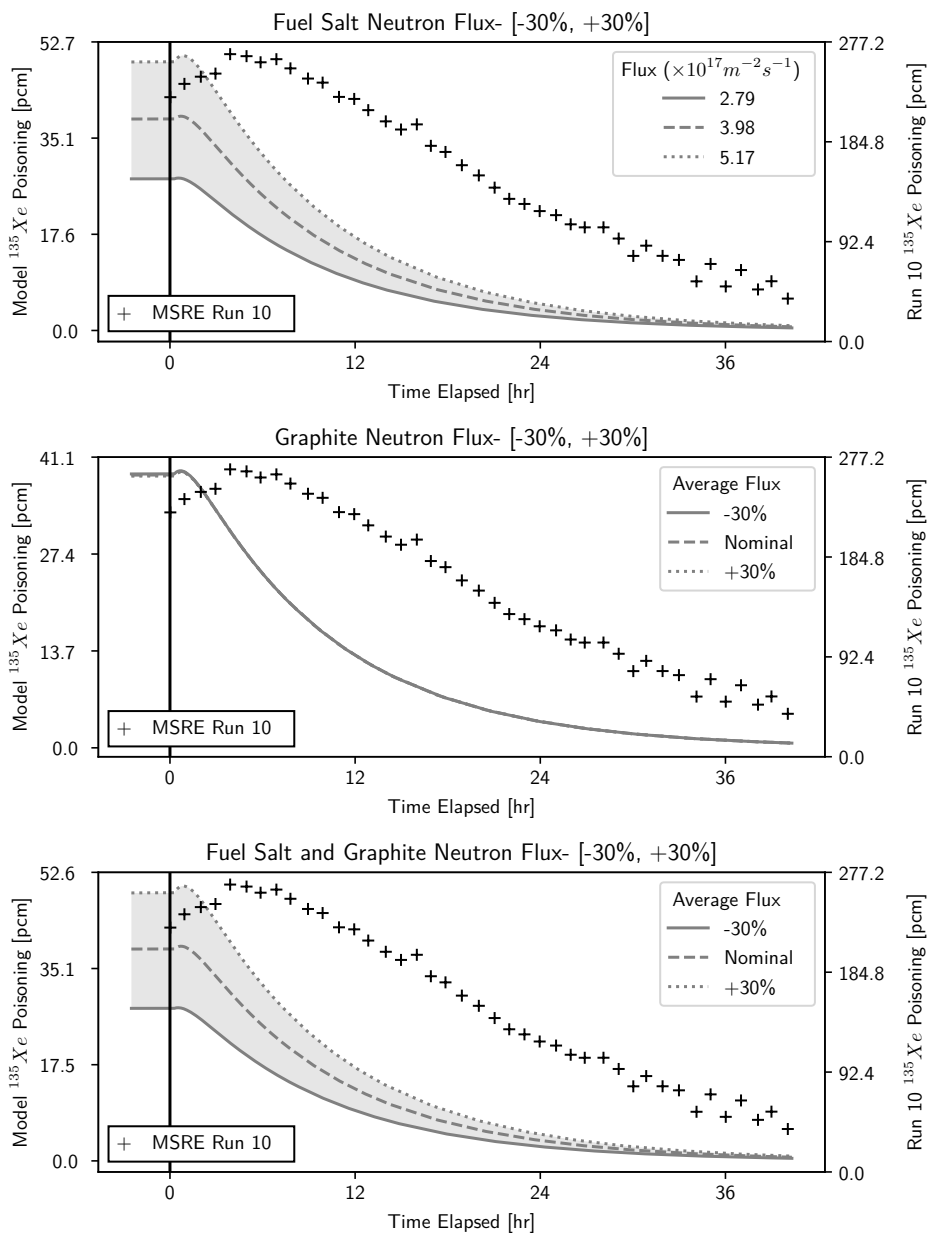 Fuel Salt Neutron Flux- [-30%, +30%]
52.7
35.1
17.6
0.0
Model ¹³⁵Xe Poisoning [pcm]
277.2
184.8
92.4
0.0
Run 10 ¹³⁵Xe Poisoning [pcm]
Flux (×10¹⁷m⁻²s⁻¹)
2.79
3.98
5.17
MSRE Run 10
0 12 24 36
Time Elapsed [hr]
Graphite Neutron Flux- [-30%, +30%]
41.1
27.4
13.7
0.0
Model ¹³⁵Xe Poisoning [pcm]
277.2
184.8
92.4
0.0
Run 10 ¹³⁵Xe Poisoning [pcm]
Average Flux
-30%
Nominal
+30%
MSRE Run 10
0 12 24 36
Time Elapsed [hr]
Fuel Salt and Graphite Neutron Flux- [-30%, +30%]
52.6
35.1
17.5
0.0
Model ¹³⁵Xe Poisoning [pcm]
277.2
184.8
92.4
0.0
Run 10 ¹³⁵Xe Poisoning [pcm]
Average Flux
-30%
Nominal
+30%
MSRE Run 10
0 12 24 36
Time Elapsed [hr]